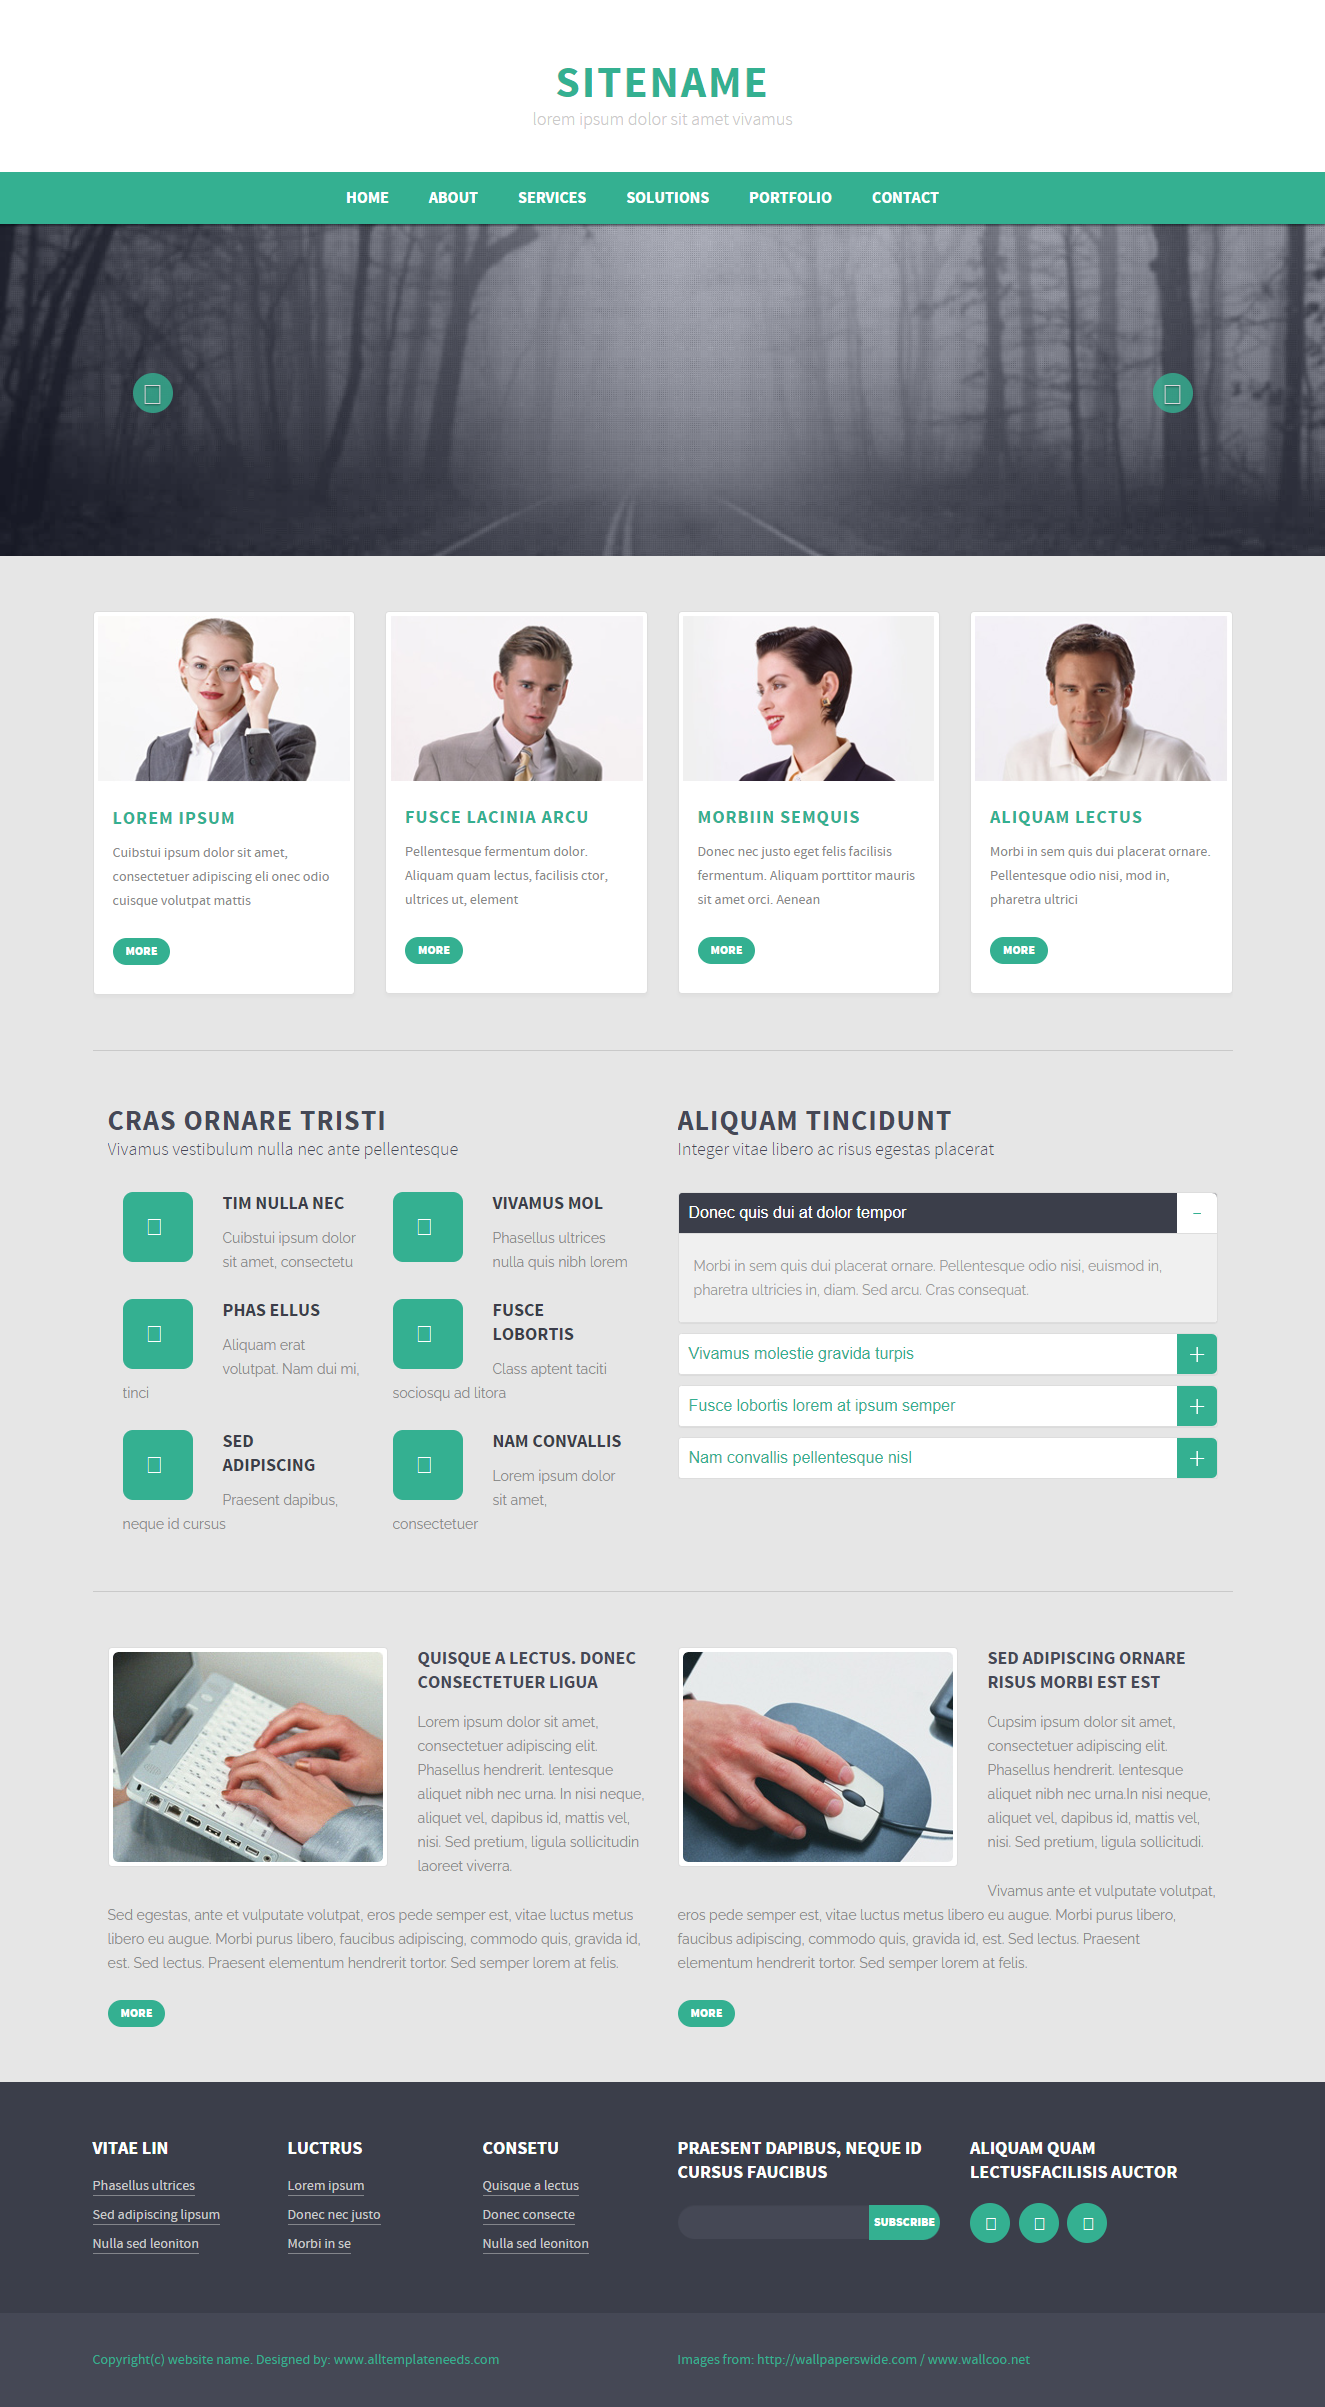 SITENAME
lorem ipsum dolor sit amet vivamus
HOME ABOUT SERVICES SOLUTIONS PORTFOLIO CONTACT
LOREM IPSUM
Cuibstui ipsum dolor sit amet,
consectetuer adipiscing eli onec odio
cuisque volutpat mattis
MORE
FUSCE LACINIA ARCU
Pellentesque fermentum dolor.
Aliquam quam lectus, facilisis ctor,
ultrices ut, element
MORE
MORBIIN SEMQUIS
Donec nec justo eget felis facilisis
fermentum. Aliquam porttitor mauris
sit amet orci. Aenean
MORE
ALIQUAM LECTUS
Morbi in sem quis dui placerat ornare.
Pellentesque odio nisi, mod in,
pharetra ultrici
MORE
CRAS ORNARE TRISTI
Vivamus vestibulum nulla nec ante pellentesque
TIM NULLA NEC
Cuibstui ipsum dolor
sit amet, consectetu
VIVAMUS MOL
Phasellus ultrices
nulla quis nibh lorem
PHAS ELLUS
Aliquam erat
volutpat. Nam dui mi,
tinci
FUSCE
LOBORTIS
Class aptent taciti
sociosqu ad litora
SED
ADIPISCING
Praesent dapibus,
neque id cursus
NAM CONVALLIS
Lorem ipsum dolor
sit amet,
consectetuer
ALIQUAM TINCIDUNT
Integer vitae libero ac risus egestas placerat
Donec quis dui at dolor tempor
Morbi in sem quis dui placerat ornare. Pellentesque odio nisi, euismod in,
pharetra ultricies in, diam. Sed arcu. Cras consequat.
Vivamus molestie gravida turpis
Fusce lobortis lorem at ipsum semper
Nam convallis pellentesque nisl
QUISQUE A LECTUS. DONEC
CONSECTETUER LIGUA
Lorem ipsum dolor sit amet,
consectetuer adipiscing elit.
Phasellus hendrerit. lentesque
aliquet nibh nec urna. In nisi neque,
aliquet vel, dapibus id, mattis vel,
nisi. Sed pretium, ligula sollicitudin
laoreet viverra.
Sed egestas, ante et vulputate volutpat, eros pede semper est, vitae luctus metus
libero eu augue. Morbi purus libero, faucibus adipiscing, commodo quis, gravida id,
est. Sed lectus. Praesent elementum hendrerit tortor. Sed semper lorem at felis.
MORE
SED ADIPISCING ORNARE
RISUS MORBI EST EST
Cupsim ipsum dolor sit amet,
consectetuer adipiscing elit.
Phasellus hendrerit. lentesque
aliquet nibh nec urna.In nisi neque,
aliquet vel, dapibus id, mattis vel,
nisi. Sed pretium, ligula sollicitudi.
Vivamus ante et vulputate volutpat,
eros pede semper est, vitae luctus metus libero eu augue. Morbi purus libero,
faucibus adipiscing, commodo quis, gravida id, est. Sed lectus. Praesent
elementum hendrerit tortor. Sed semper lorem at felis.
MORE
VITAE LIN
Phasellus ultrices
Sed adipiscing lipsum
Nulla sed leoniton
LUCTRUS
Lorem ipsum
Donec nec justo
Morbi in se
CONSETU
Quisque a lectus
Donec consecte
Nulla sed leoniton
PRAESENT DAPIBUS, NEQUE ID
CURSUS FAUCIBUS
SUBSCRIBE
ALIQUAM QUAM
LECTUSFACILISIS AUCTOR
Copyright(c) website name. Designed by: www.alltemplateneeds.com
Images from: http://wallpaperswide.com / www.wallcoo.net